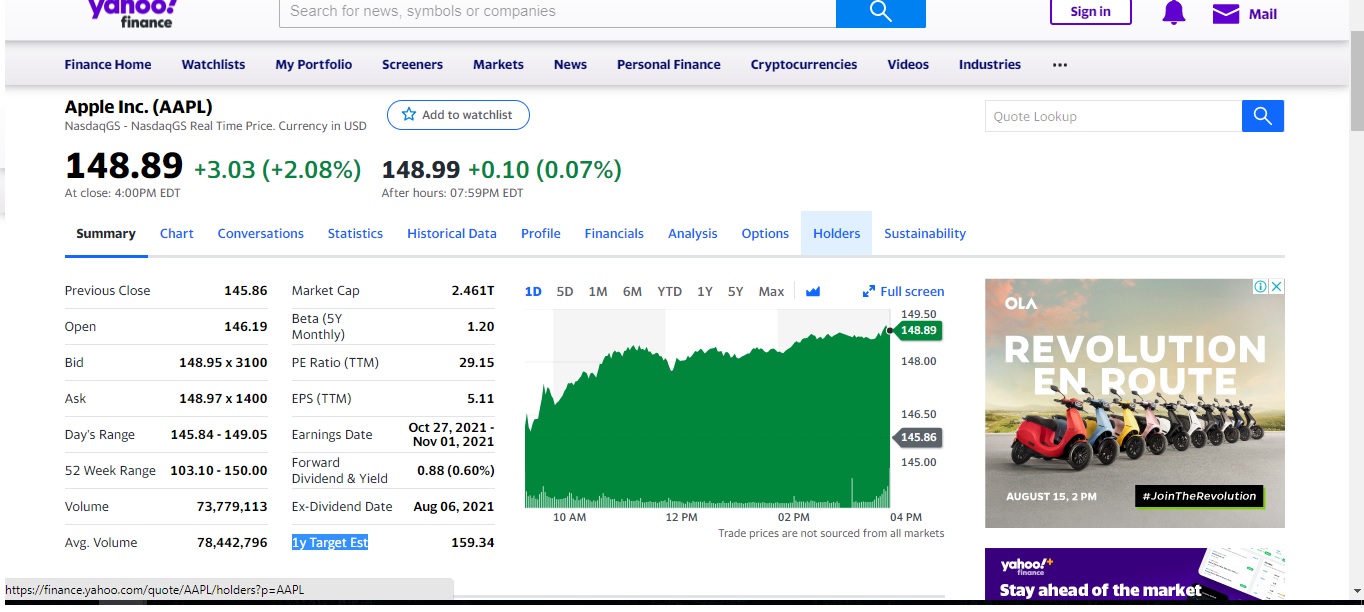 yahoo!
finance
Search for news, symbols or companies
Sign in
Mail
Finance Home Watchlists My Portfolio Screeners Markets News Personal Finance Cryptocurrencies Videos Industries ...
Apple Inc. (AAPL)
NasdaqGS - NasdaqGS Real Time Price. Currency in USD
Add to watchlist
Quote Lookup
148.89 +3.03 (+2.08%)
At close: 4:00PM EDT
148.99 +0.10 (0.07%)
After hours: 07:59PM EDT
Summary Chart Conversations Statistics Historical Data Profile Financials Analysis Options Holders Sustainability
Previous Close 145.86
Open 146.19
Bid 148.95 x 3100
Ask 148.97 x 1400
Day's Range 145.84 - 149.05
52 Week Range 103.10 - 150.00
Volume 73,779,113
Avg. Volume 78,442,796
Market Cap 2.461T
Beta (5Y
Monthly) 1.20
PE Ratio (TTM) 29.15
EPS (TTM) 5.11
Earnings Date Oct 27, 2021 -
Nov 01, 2021
Forward
Dividend & Yield 0.88 (0.60%)
Ex-Dividend Date Aug 06, 2021
1y Target Est 159.34
1D 5D 1M 6M YTD 1Y 5Y Max Full screen
149.50
148.89
148.00
146.50
145.86
145.00
10 AM 12 PM 02 PM 04 PM
Trade prices are not sourced from all markets
OLA
REVOLUTION
EN ROUTE
AUGUST 15, 2 PM
#JoinTheRevolution
yahoo!+
finance
Stay ahead of the market
https://finance.yahoo.com/quote/AAPL/holders?p=AAPL